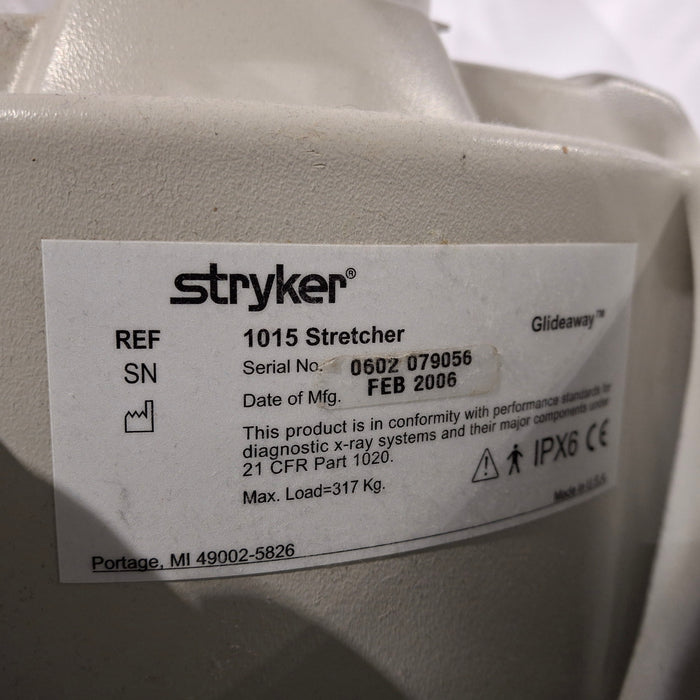 stryker®
REF 1015 Stretcher Glideaway™
SN Serial No. 0602 079056
Date of Mfg. FEB 2006
This product is in conformity with performance standards for
diagnostic x-ray systems and their major components under
21 CFR Part 1020.
IPX6 CE
Max. Load=317 Kg.
Made in U.S.A.
Portage, MI 49002-5826